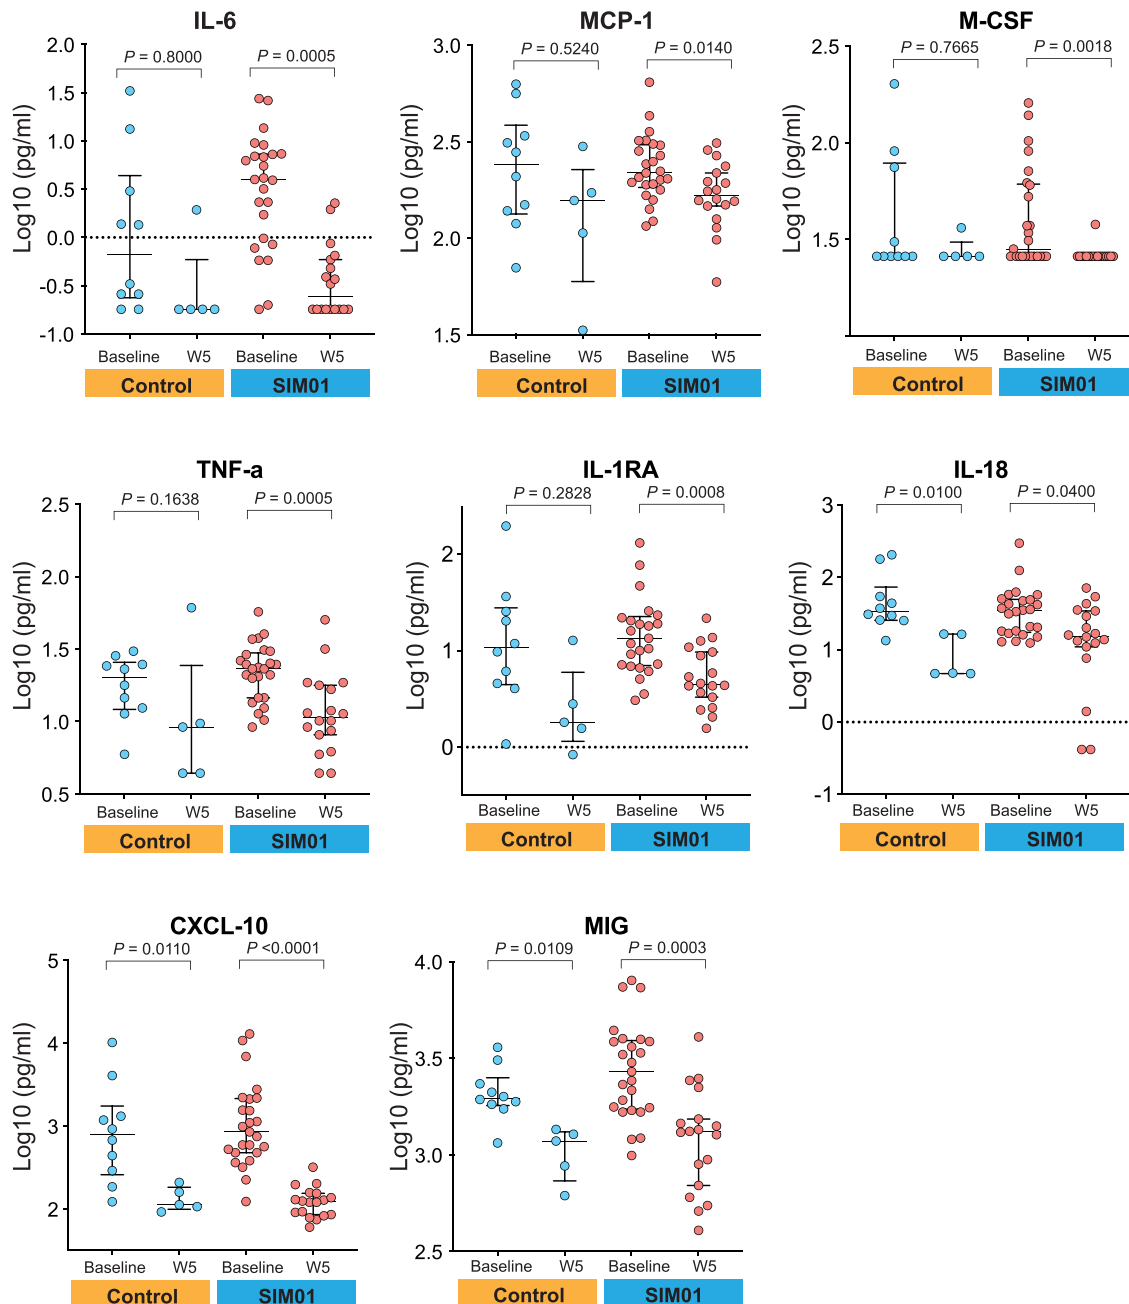 IL-6
P = 0.8000
P = 0.0005
Log10 (pg/ml)
2.0
1.5
1.0
0.5
0.0
-0.5
-1.0
Baseline
W5
Baseline
W5
Control
SIM01
MCP-1
P = 0.5240
P = 0.0140
Log10 (pg/ml)
3.0
2.5
2.0
1.5
Baseline
W5
Baseline
W5
Control
SIM01
M-CSF
P = 0.7665
P = 0.0018
Log10 (pg/ml)
2.5
2.0
1.5
Baseline
W5
Baseline
W5
Control
SIM01
TNF-a
P = 0.1638
P = 0.0005
Log10 (pg/ml)
2.5
2.0
1.5
1.0
0.5
Baseline
W5
Baseline
W5
Control
SIM01
IL-1RA
P = 0.2828
P = 0.0008
Log10 (pg/ml)
2
1
0
Baseline
W5
Baseline
W5
Control
SIM01
IL-18
P = 0.0100
P = 0.0400
Log10 (pg/ml)
3
2
1
0
-1
Baseline
W5
Baseline
W5
Control
SIM01
CXCL-10
P = 0.0110
P <0.0001
Log10 (pg/ml)
5
4
3
2
Baseline
W5
Baseline
W5
Control
SIM01
MIG
P = 0.0109
P = 0.0003
Log10 (pg/ml)
4.0
3.5
3.0
2.5
Baseline
W5
Baseline
W5
Control
SIM01